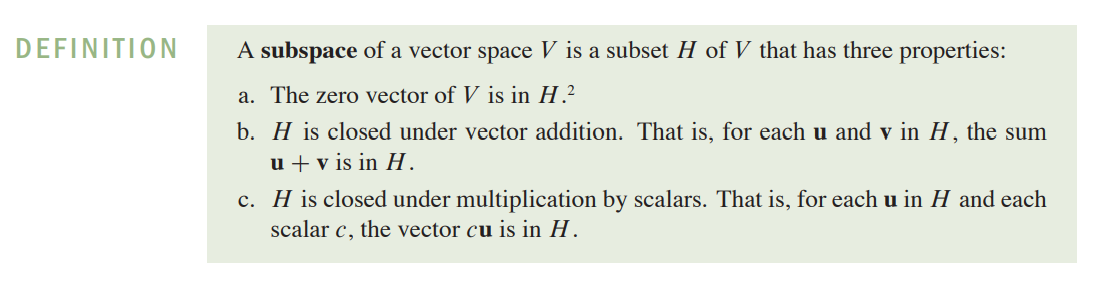 DEFINITION
A subspace of a vector space V is a subset H of V that has three properties:
a. The zero vector of V is in H.²
b. H is closed under vector addition. That is, for each u and v in H, the sum
u + v is in H.
c. H is closed under multiplication by scalars. That is, for each u in H and each
scalar c, the vector cu is in H.